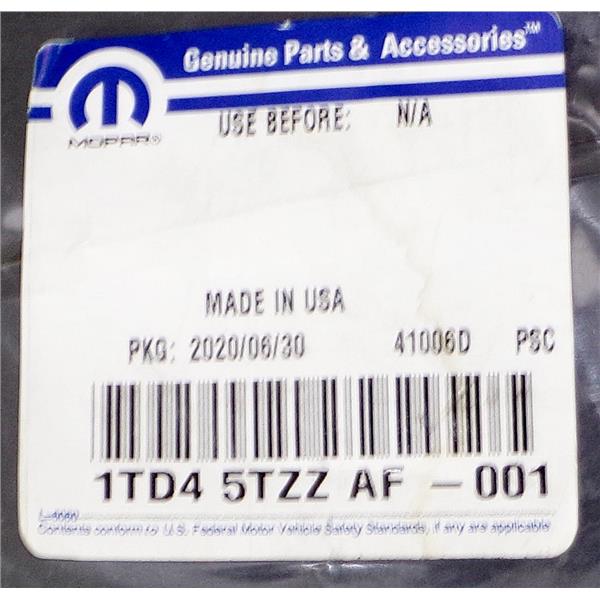 Genuine Parts & Accessories™
MOPAR®
USE BEFORE: N/A
MADE IN USA
PKG: 2020/06/30 41006D PSC
1TD4 5TZZ AF - 001
Contents conform to U.S. Federal Motor Vehicle Safety Standards, if any are applicable